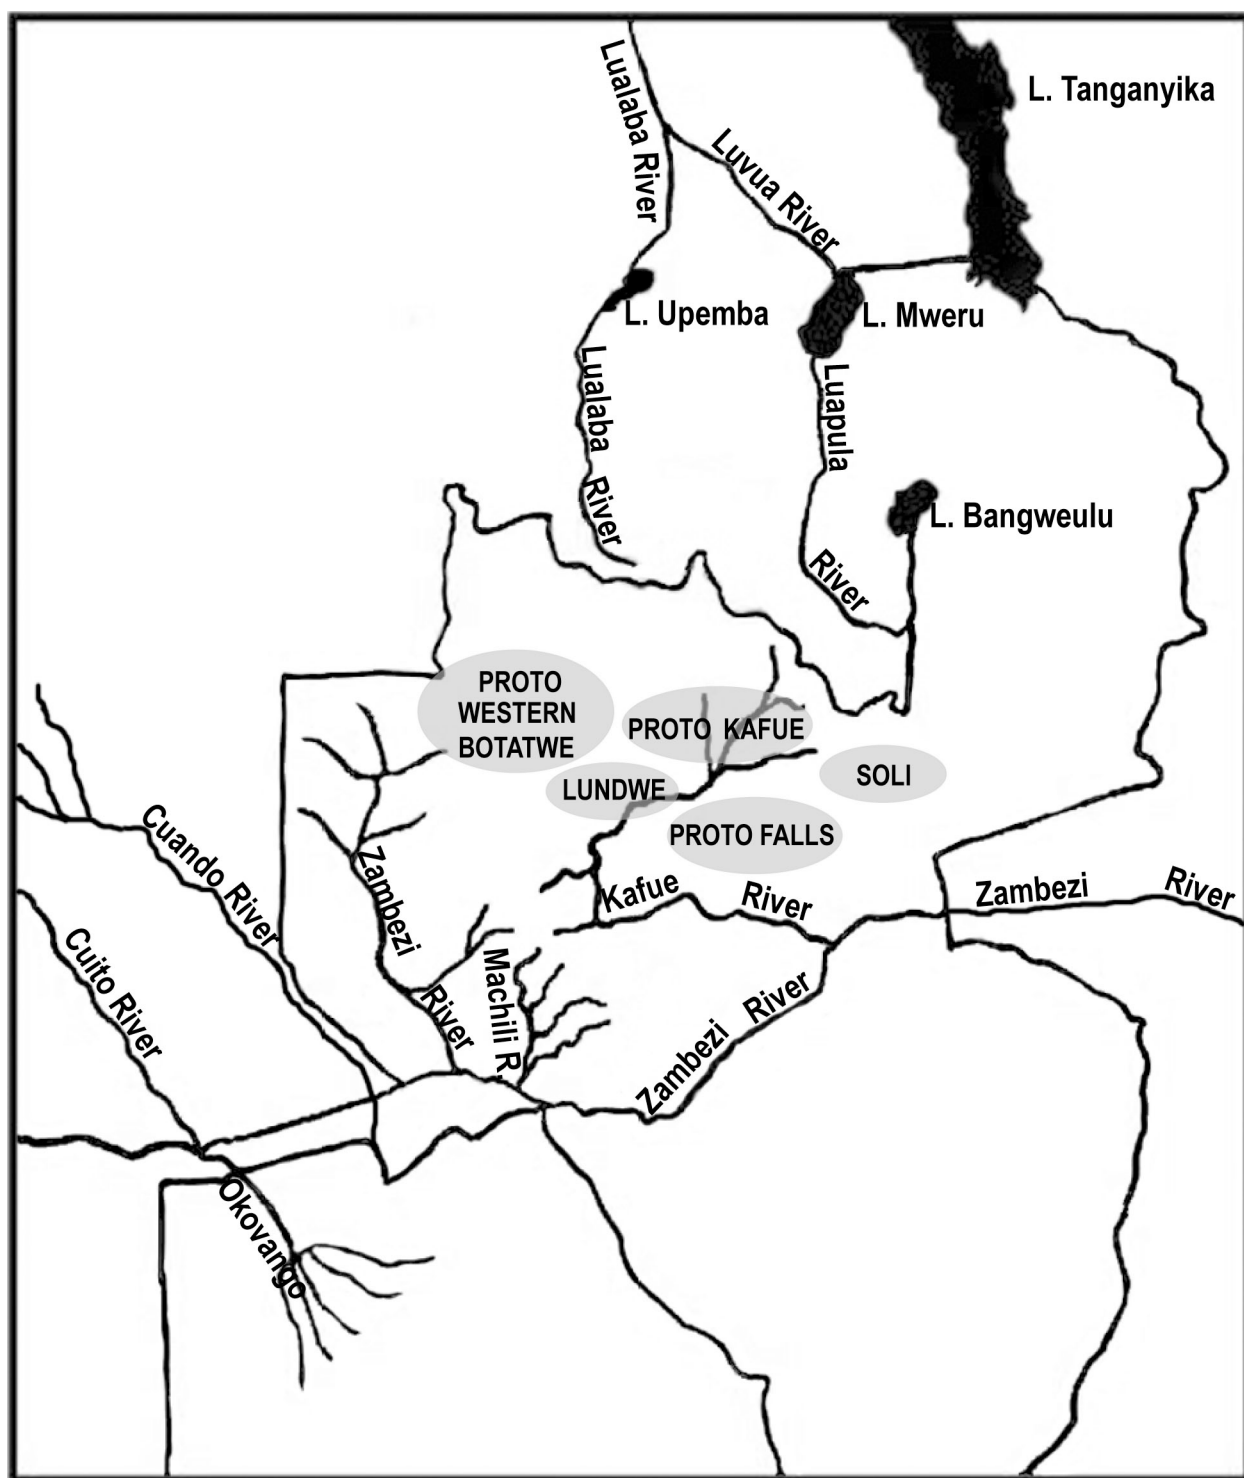 Lualaba River
L. Tanganyika
Luvua River
L. Upemba
L. Mweru
Lualaba
River
Luapula
River
L. Bangweulu
PROTO
WESTERN
BOTATWE
PROTO KAFUE
LUNDWE
SOLI
PROTO FALLS
Cuando River
Zambezi
River
Kafue
River
Zambezi
River
Cuito River
Machili R.
Zambezi
River
Okovango